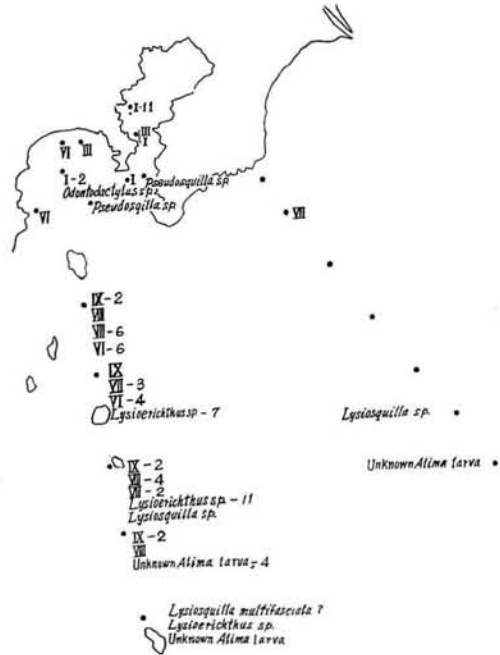 I-11
III
I
VI III
I-2
I Pseudosquilla sp.
Odontodactylus sp.
Pseudosqilla sp.
VI
VII
IX-2
VIII
VII-6
VI-6
IX
VII-3
VI-4
Lysioerichthus sp-7
Lysiosquilla sp.
Unknown Alima larva
IX-2
VIII-4
VII-2
Lysioerichthus sp.-11
Lysiosquilla sp.
IX-2
VIII
Unknown Alima larva,-4
Lysiosquilla multifasciata ?
Lysioerichthus sp.
Unknown Alima larva